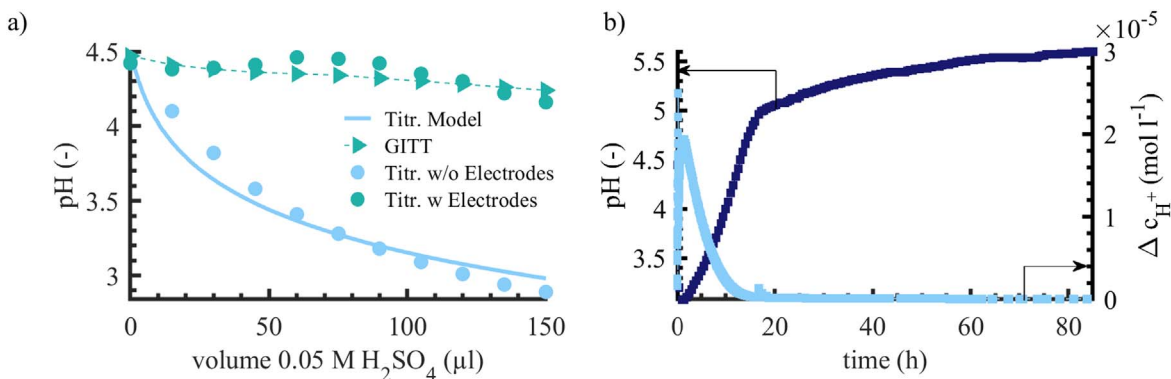 a)
4.5
4
3.5
3
pH (-)
Titr. Model
GITT
Titr. w/o Electrodes
Titr. w Electrodes
0
50
100
150
volume 0.05 M H₂SO₄ (µl)
b)
×10⁻⁵
5.5
5
4.5
4
3.5
pH (-)
3
2
1
0
Δ c_H⁺ (mol l⁻¹)
0
20
40
60
80
time (h)